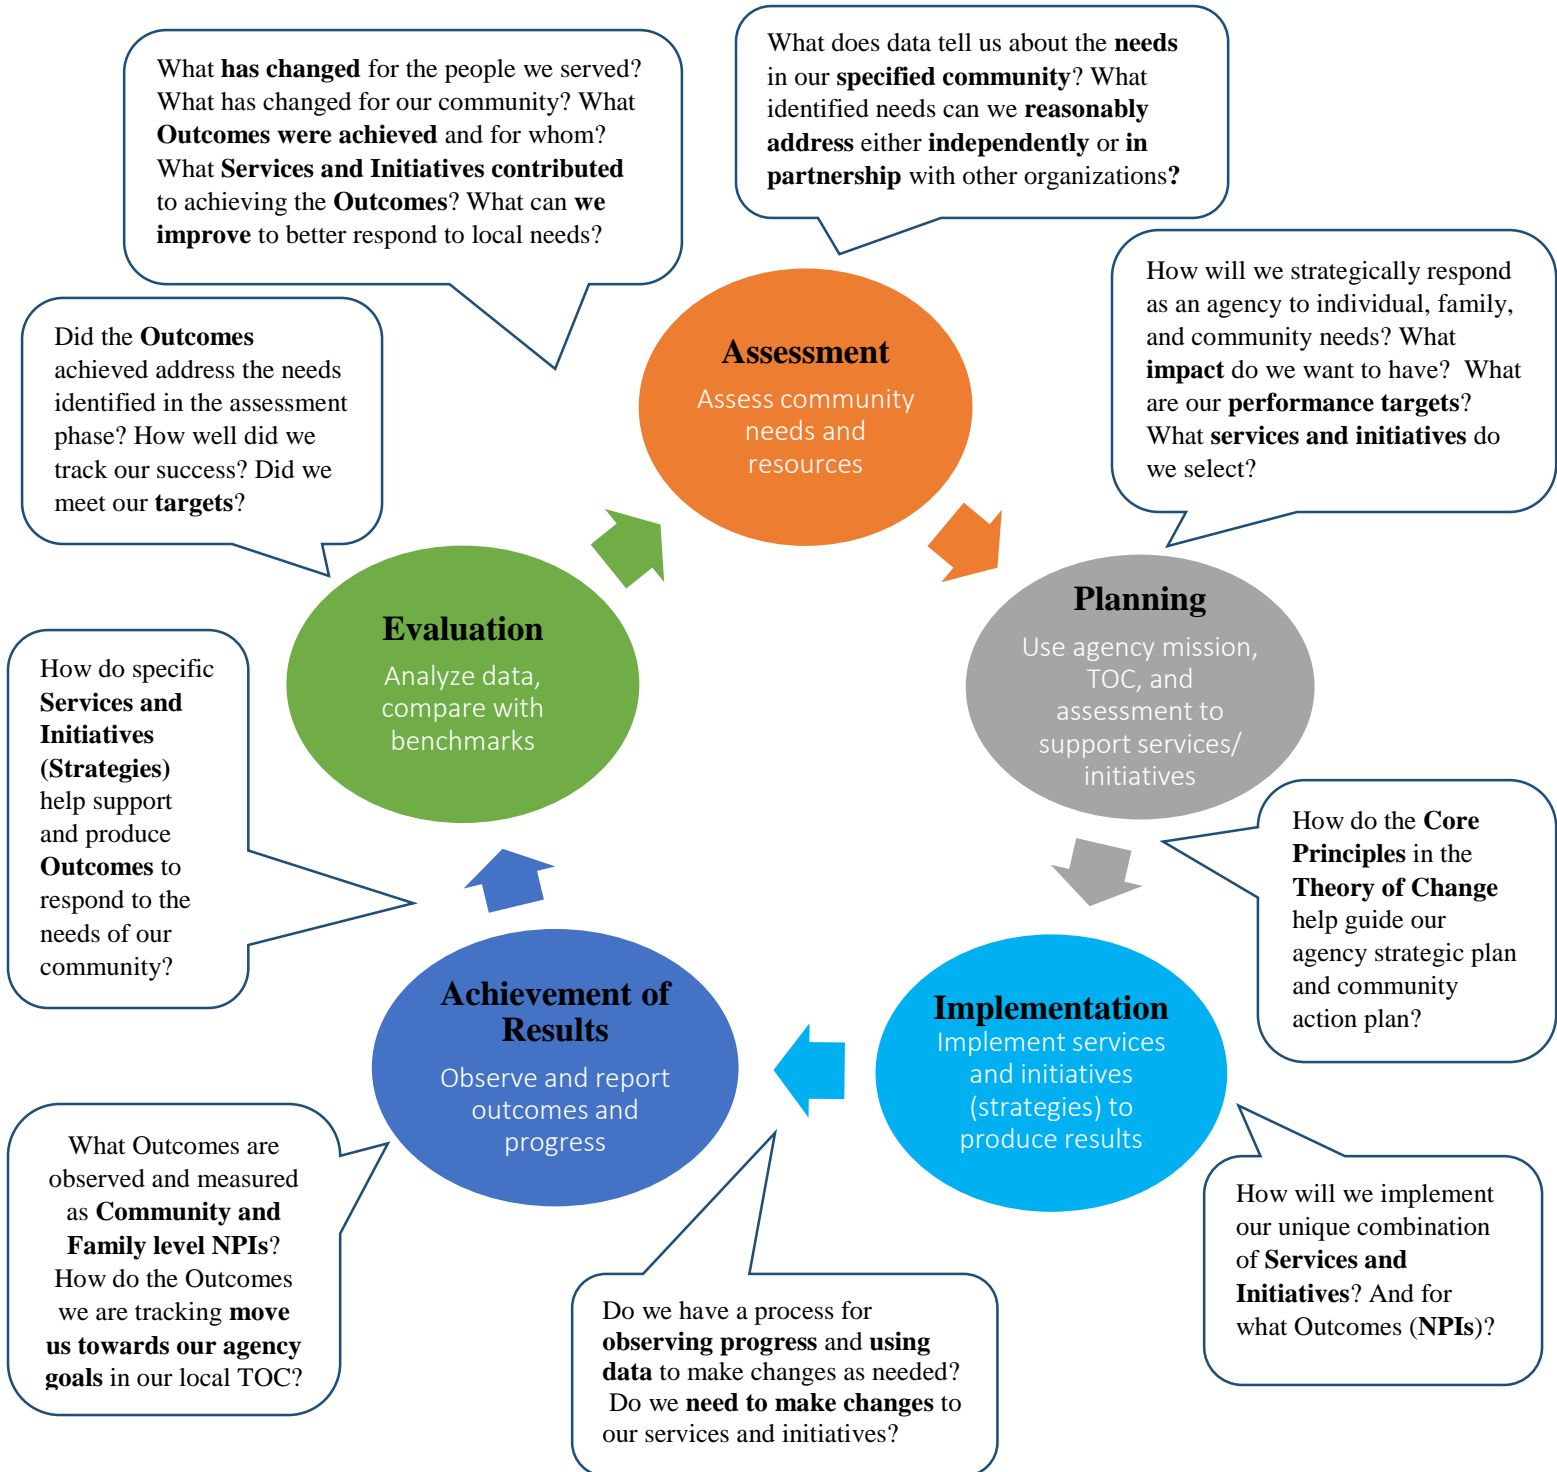 What has changed for the people we served?
What has changed for our community? What
Outcomes were achieved and for whom?
What Services and Initiatives contributed
to achieving the Outcomes? What can we
improve to better respond to local needs?
What does data tell us about the needs
in our specified community? What
identified needs can we reasonably
address either independently or in
partnership with other organizations?
How will we strategically respond
as an agency to individual, family,
and community needs? What
impact do we want to have?  What
are our performance targets?
What services and initiatives do
we select?
Did the Outcomes
achieved address the needs
identified in the assessment
phase? How well did we
track our success? Did we
meet our targets?
Assessment
Assess community
needs and
resources
Planning
Use agency mission,
TOC, and
assessment to
support services/
initiatives
Evaluation
Analyze data,
compare with
benchmarks
How do specific
Services and
Initiatives
(Strategies)
help support
and produce
Outcomes to
respond to the
needs of our
community?
How do the Core
Principles in the
Theory of Change
help guide our
agency strategic plan
and community
action plan?
Achievement of
Results
Observe and report
outcomes and
progress
Implementation
Implement services
and initiatives
(strategies) to
produce results
What Outcomes are
observed and measured
as Community and
Family level NPIs?
How do the Outcomes
we are tracking move
us towards our agency
goals in our local TOC?
Do we have a process for
observing progress and using
data to make changes as needed?
Do we need to make changes to
our services and initiatives?
How will we implement
our unique combination
of Services and
Initiatives? And for
what Outcomes (NPIs)?